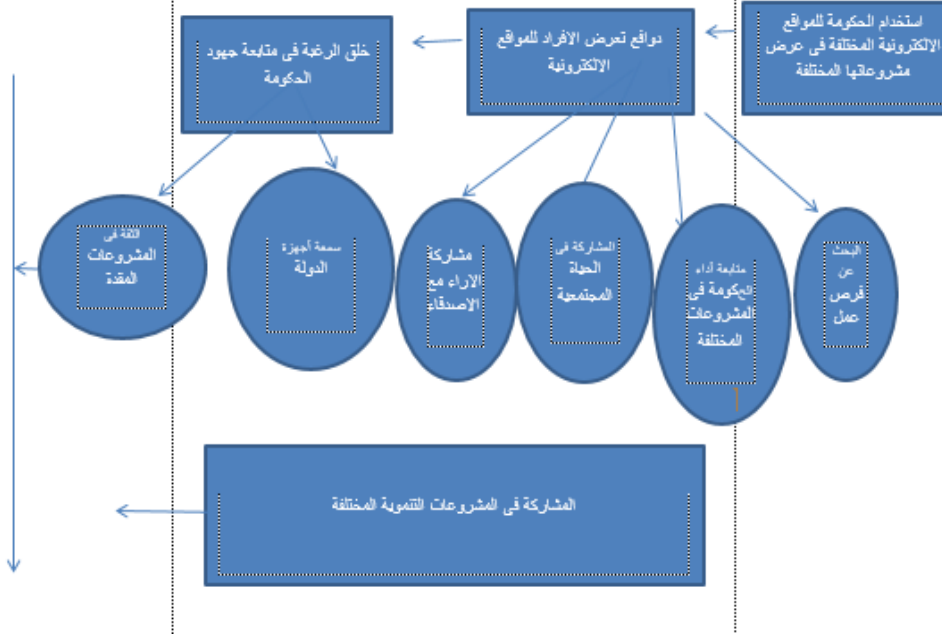 استخدام الحكومة للمواقع
الالكترونية المختلفة فى عرض
مشروعاتها المختلفة
دوافع تعرض الافراد للمواقع
الالكترونية
خلق الرغبة فى متابعة جهود
الحكومة
البحث
عن
فرص
عمل
متابعة أداء
الحكومة فى
المشروعات
المختلفة
المشاركة فى
الحياة
المجتمعية
مشاركة
الاراء مع
الاصدقاء
سمعة أجهزة
الدولة
الثقة فى
المشروعات
المقدة
المشاركة فى المشروعات التنموية المختلفة